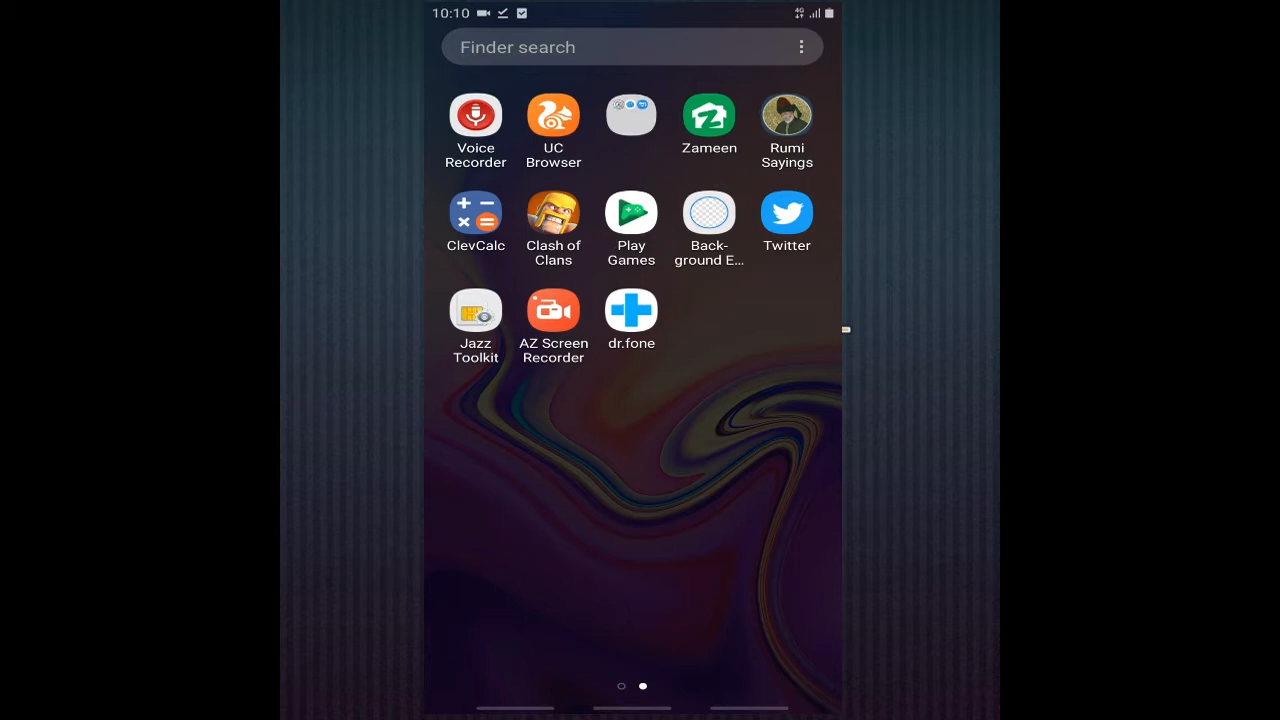 10:10
4G
Finder search
Voice
Recorder
UC
Browser
Zameen
Rumi
Sayings
ClevCalc
Clash of
Clans
Play
Games
Back-
ground E...
Twitter
Jazz
Toolkit
AZ Screen
Recorder
dr.fone